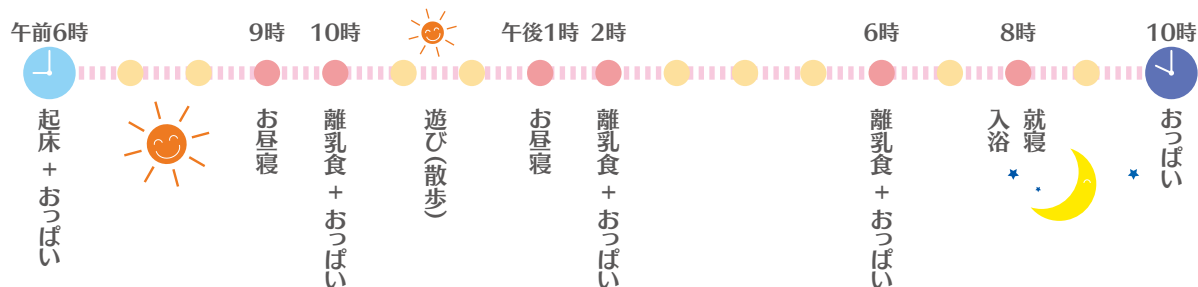 午前6時
9時
10時
午後1時
2時
6時
8時
10時
起床 + おっぱい
お昼寝
離乳食 + おっぱい
遊び(散歩)
お昼寝
離乳食 + おっぱい
離乳食 + おっぱい
就寝
入浴
おっぱい